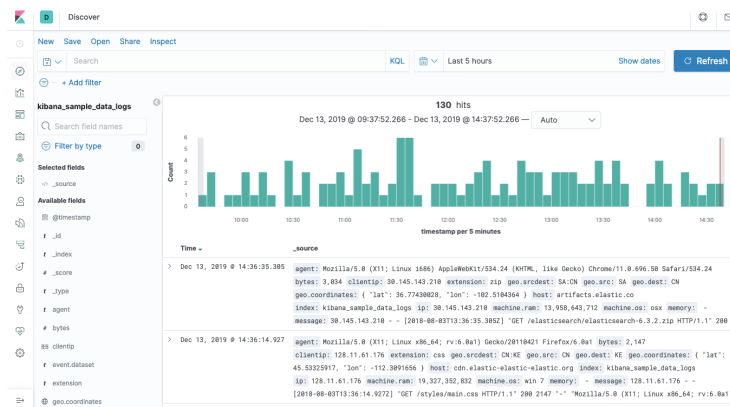 D Discover
New Save Open Share Inspect
Search KQL Last 5 hours Show dates Refresh
+ Add filter
kibana_sample_data_logs
Search field names
Filter by type 0
Selected fields
</> _source
Available fields
@timestamp
t _id
t _index
# _score
t _type
t agent
# bytes
clientip
t event.dataset
t extension
geo.coordinates
130 hits
Dec 13, 2019 @ 09:37:52.266 - Dec 13, 2019 @ 14:37:52.266 — Auto
Count
6
5
4
3
2
1
0
10:00 10:30 11:00 11:30 12:00 12:30 13:00 13:30 14:00 14:30
timestamp per 5 minutes
Time _source
> Dec 13, 2019 @ 14:36:35.305 agent: Mozilla/5.0 (X11; Linux i686) AppleWebKit/534.24 (KHTML, like Gecko) Chrome/11.0.696.50 Safari/534.24
bytes: 3,034 clientip: 30.145.143.210 extension: zip geo.srcdest: SA:CN geo.src: SA geo.dest: CN
geo.coordinates: { "lat": 36.77430028, "lon": -102.5104364 } host: artifacts.elastic.co
index: kibana_sample_data_logs ip: 30.145.143.210 machine.ram: 13,958,643,712 machine.os: osx memory: -
message: 30.145.143.210 - - [2018-08-03T13:36:35.305Z] "GET /elasticsearch/elasticsearch-6.3.2.zip HTTP/1.1" 200
> Dec 13, 2019 @ 14:36:14.927 agent: Mozilla/5.0 (X11; Linux x86_64; rv:6.0a1) Gecko/20110421 Firefox/6.0a1 bytes: 2,147
clientip: 128.11.61.176 extension: css geo.srcdest: CN:KE geo.src: CN geo.dest: KE geo.coordinates: { "lat":
45.53325917, "lon": -112.3091656 } host: cdn.elastic-elastic-elastic.org index: kibana_sample_data_logs
ip: 128.11.61.176 machine.ram: 19,327,352,832 machine.os: win 7 memory: - message: 128.11.61.176 - -
[2018-08-03T13:36:14.927Z] "GET /styles/main.css HTTP/1.1" 200 2147 "-" "Mozilla/5.0 (X11; Linux x86_64; rv:6.0a1)